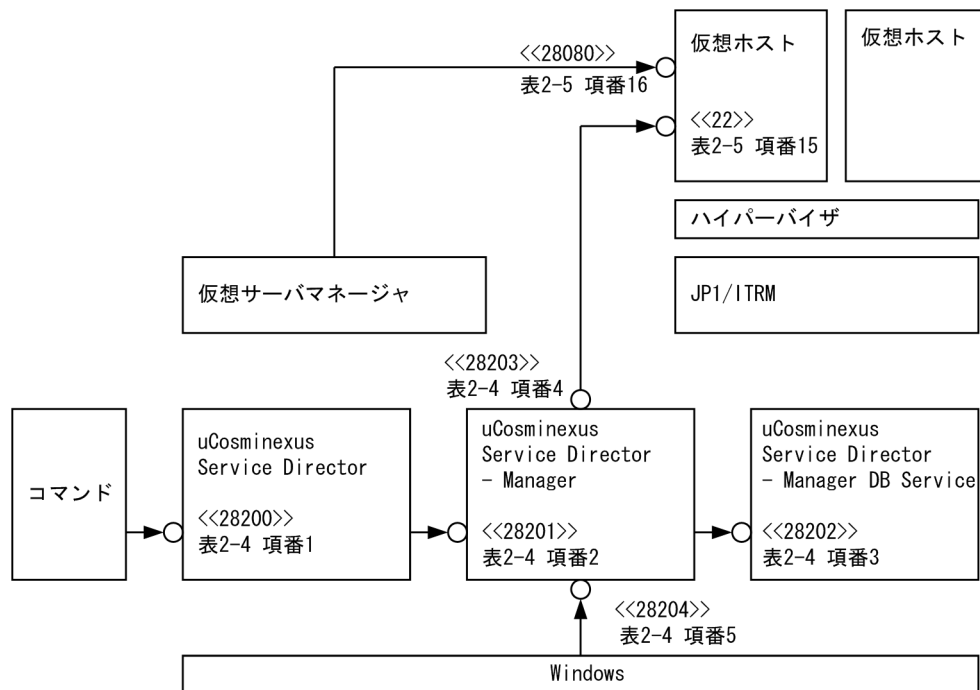 仮想ホスト
仮想ホスト
<<28080>>
表2-5 項番16
<<22>>
表2-5 項番15
ハイパーバイザ
仮想サーバマネージャ
JP1/ITRM
<<28203>>
表2-4 項番4
コマンド
uCosminexus
Service Director
<<28200>>
表2-4 項番1
uCosminexus
Service Director
- Manager
<<28201>>
表2-4 項番2
uCosminexus
Service Director
- Manager DB Service
<<28202>>
表2-4 項番3
<<28204>>
表2-4 項番5
Windows